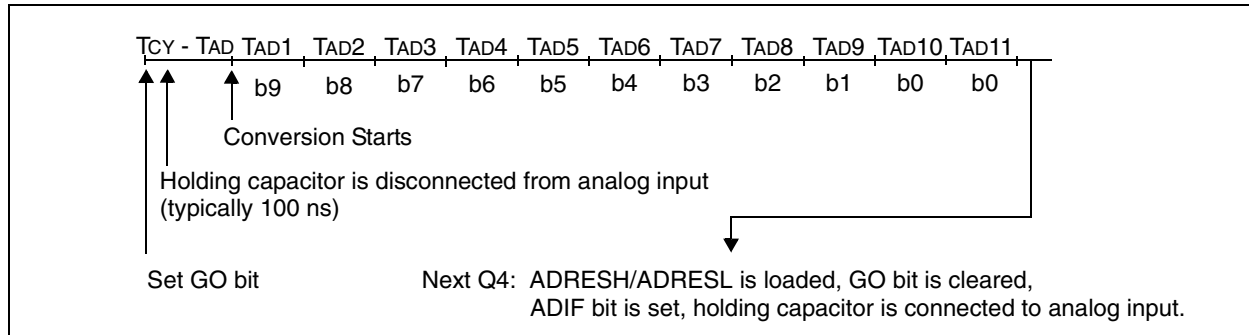 TCY - TAD TAD1 TAD2 TAD3 TAD4 TAD5 TAD6 TAD7 TAD8 TAD9 TAD10 TAD11
b9 b8 b7 b6 b5 b4 b3 b2 b1 b0 b0
Conversion Starts
Holding capacitor is disconnected from analog input
(typically 100 ns)
Set GO bit
Next Q4: ADRESH/ADRESL is loaded, GO bit is cleared,
ADIF bit is set, holding capacitor is connected to analog input.